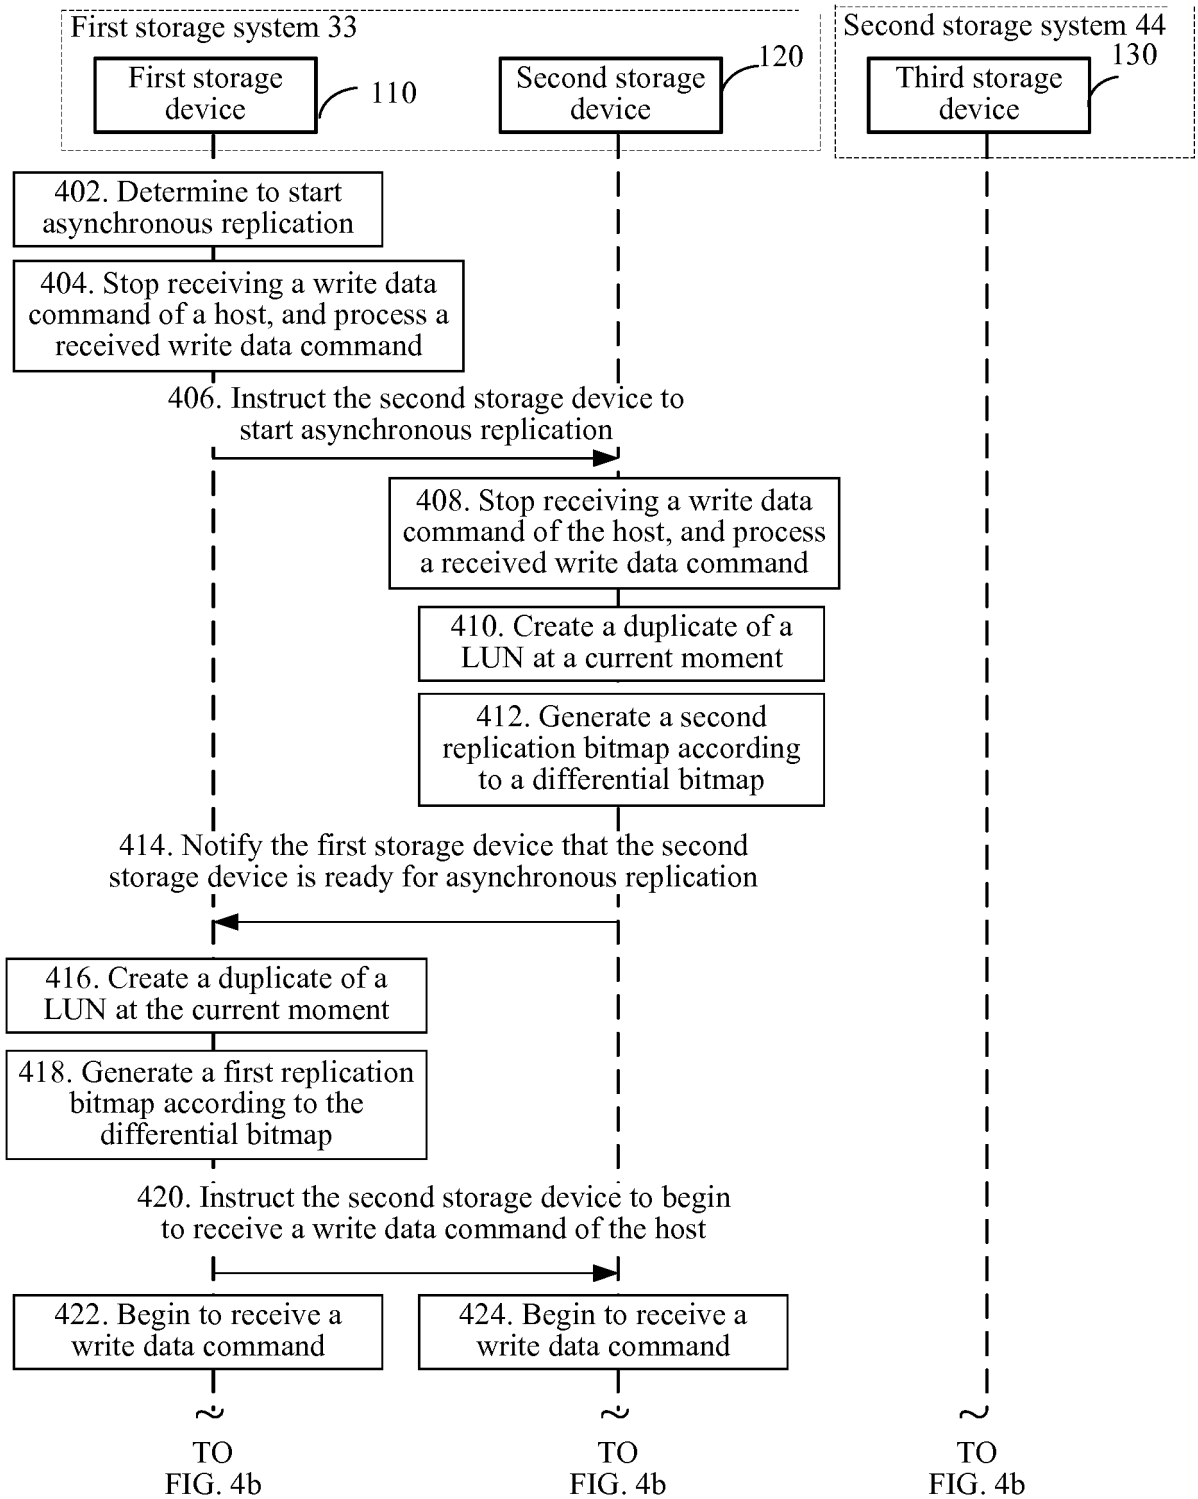 First storage system 33
Second storage system 44
First storage
device
110
Second storage
device
120
Third storage
device
130
402. Determine to start
asynchronous replication
404. Stop receiving a write data
command of a host, and process a
received write data command
406. Instruct the second storage device to
start asynchronous replication
408. Stop receiving a write data
command of the host, and process
a received write data command
410. Create a duplicate of a
LUN at a current moment
412. Generate a second
replication bitmap according
to a differential bitmap
414. Notify the first storage device that the second
storage device is ready for asynchronous replication
416. Create a duplicate of a
LUN at the current moment
418. Generate a first replication
bitmap according to the
differential bitmap
420. Instruct the second storage device to begin
to receive a write data command of the host
422. Begin to receive a
write data command
424. Begin to receive a
write data command
TO
FIG. 4b
TO
FIG. 4b
TO
FIG. 4b